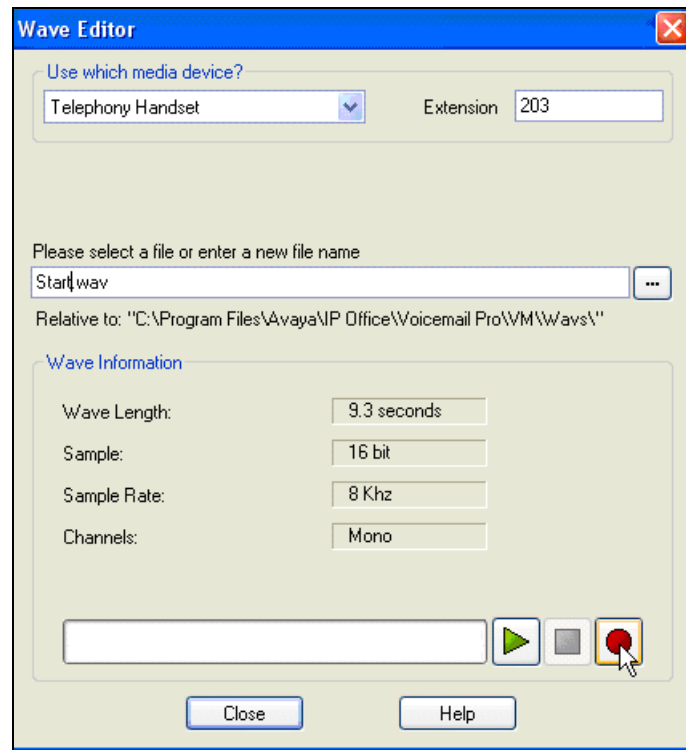 Wave Editor
Use which media device?
Telephony Handset Extension 203
Please select a file or enter a new file name
Start.wav ...
Relative to: "C:\Program Files\Avaya\IP Office\Voicemail Pro\VM\Wavs\"
Wave Information
Wave Length: 9.3 seconds
Sample: 16 bit
Sample Rate: 8 Khz
Channels: Mono
Close Help